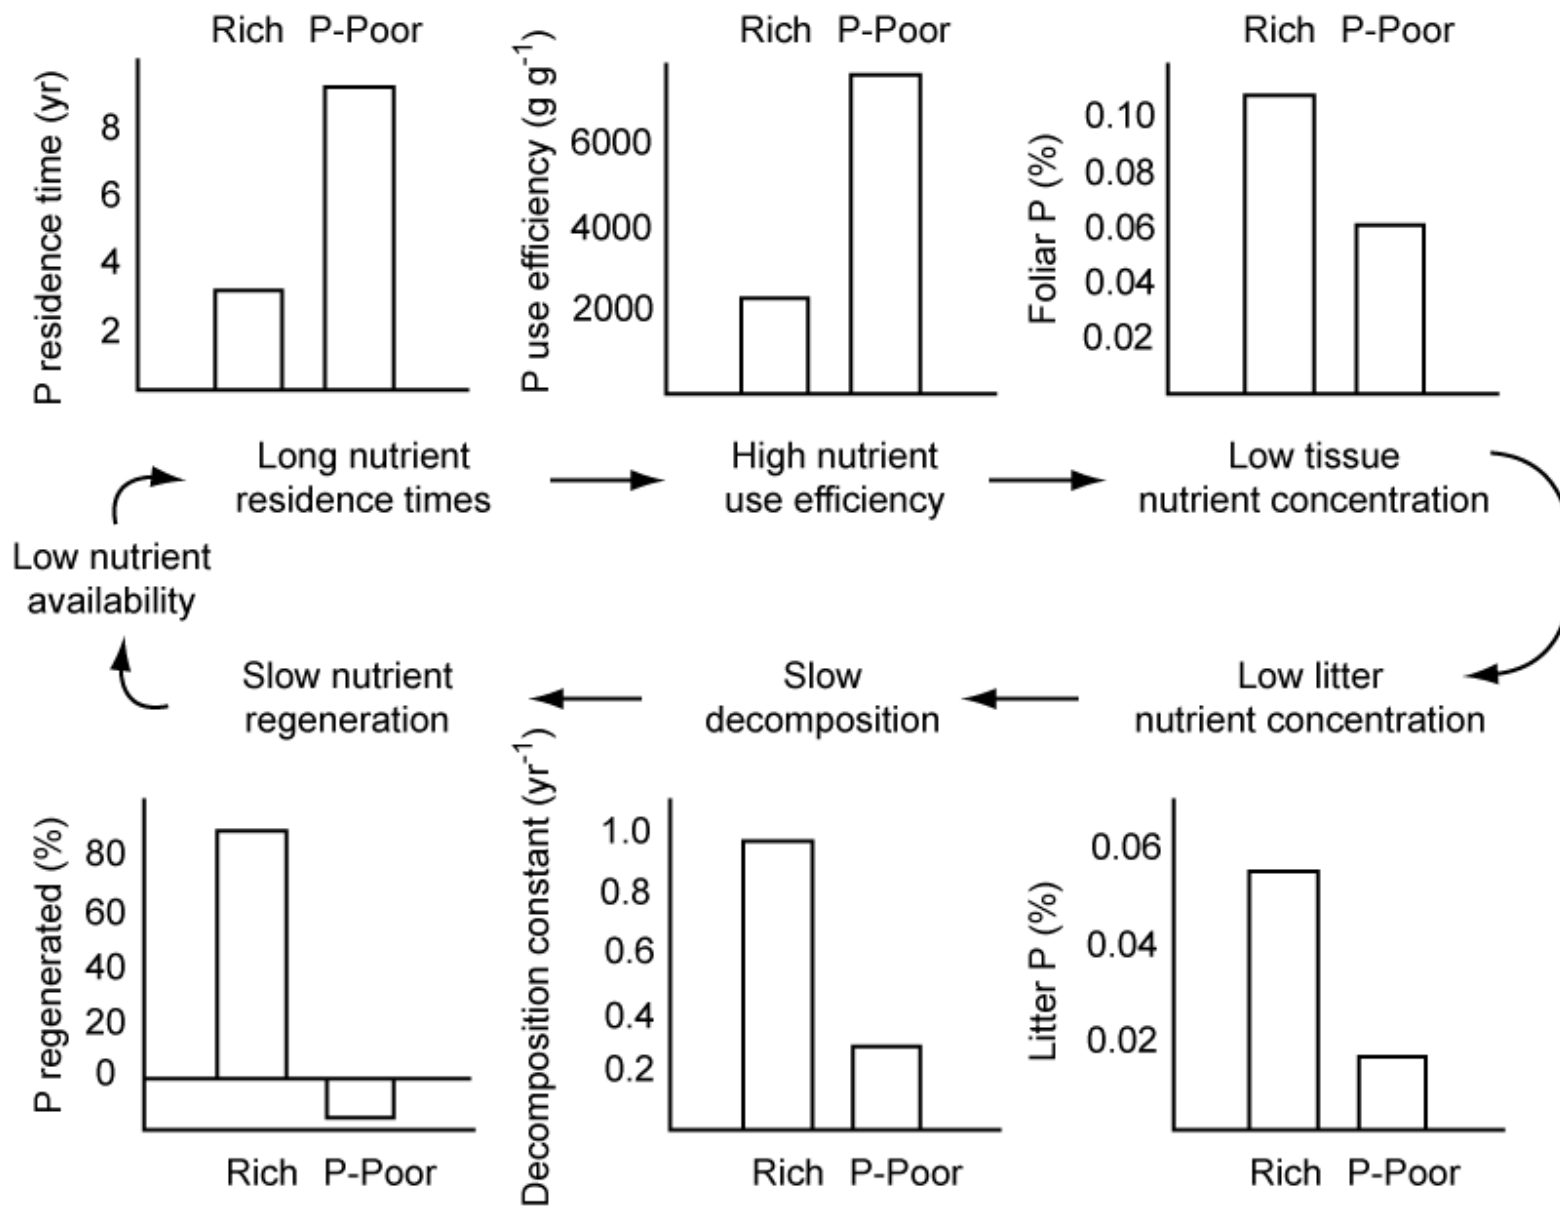 Rich P-Poor
P residence time (yr)
8
6
4
2
Rich P-Poor
P use efficiency (g g⁻¹)
6000
4000
2000
Rich P-Poor
Foliar P (%)
0.10
0.08
0.06
0.04
0.02
Long nutrient
residence times
High nutrient
use efficiency
Low tissue
nutrient concentration
Low nutrient
availability
Slow nutrient
regeneration
Slow
decomposition
Low litter
nutrient concentration
P regenerated (%)
80
60
40
20
0
Rich P-Poor
Decomposition constant (yr⁻¹)
1.0
0.8
0.6
0.4
0.2
Rich P-Poor
Litter P (%)
0.06
0.04
0.02
Rich P-Poor